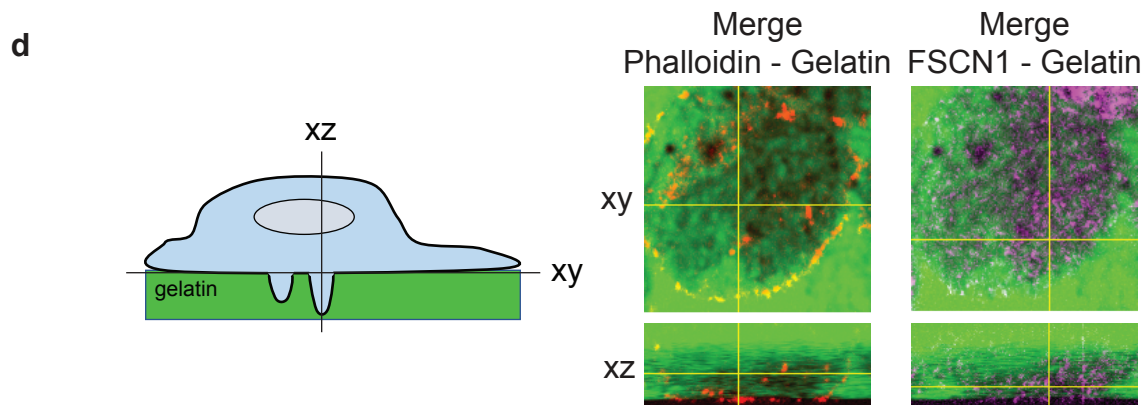 d
xz
xy
gelatin
Merge
Phalloidin - Gelatin
Merge
FSCN1 - Gelatin
xy
xz